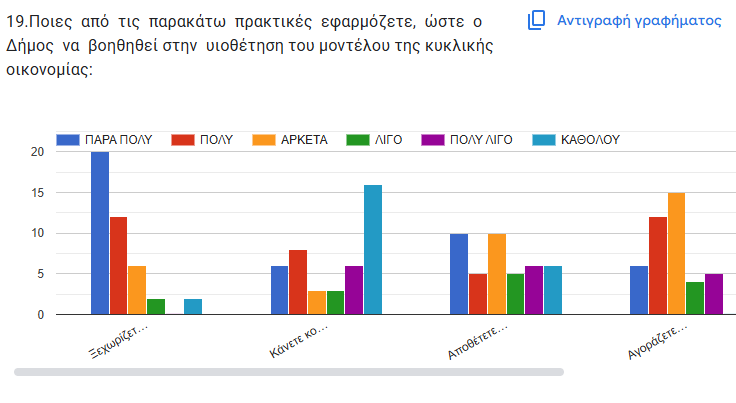 19.Ποιες από τις παρακάτω πρακτικές εφαρμόζετε, ώστε ο
Δήμος να βοηθηθεί στην υιοθέτηση του μοντέλου της κυκλικής
οικονομίας:
Αντιγραφή γραφήματος
ΠΑΡΑ ΠΟΛΥ ΠΟΛΥ ΑΡΚΕΤΑ ΛΙΓΟ ΠΟΛΥ ΛΙΓΟ ΚΑΘΟΛΟΥ
20
15
10
5
0
Ξεχωρίζετ… Κάνετε κο… Αποθέτετε… Αγοράζετε…